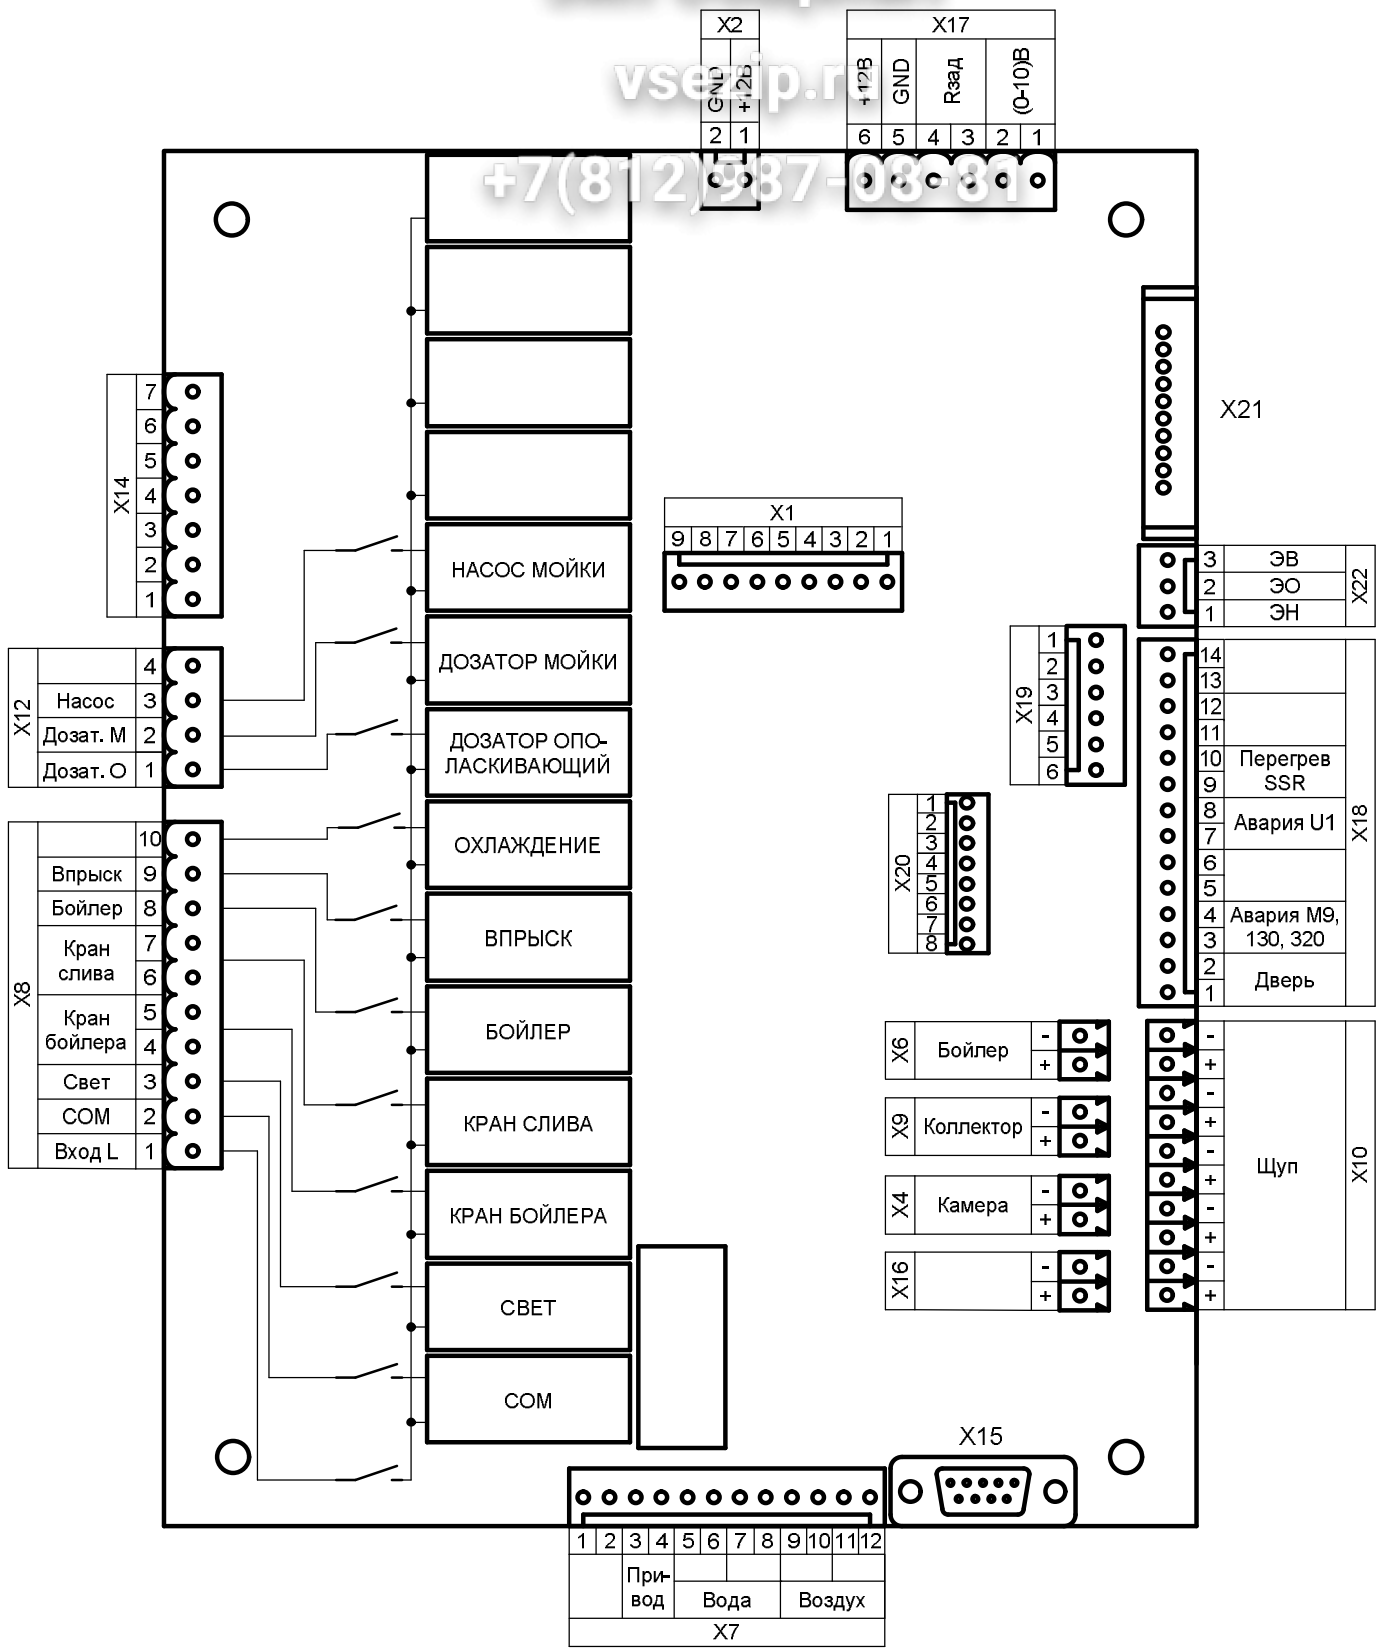 X2
X17
GND
+12В
+12В
GND
Rзад
(0-10)В
2 1
6 5 4 3 2 1
vsezip.ru
+7(812)987-08-81
X21
X14
7
6
5
4
3
2
1
X1
9 8 7 6 5 4 3 2 1
НАСОС МОЙКИ
ДОЗАТОР МОЙКИ
ДОЗАТОР ОПО-
ЛАСКИВАЮЩИЙ
ОХЛАЖДЕНИЕ
ВПРЫСК
БОЙЛЕР
КРАН СЛИВА
КРАН БОЙЛЕРА
СВЕТ
СОМ
X22
3 ЭВ
2 ЭО
1 ЭН
X12
4
Насос 3
Дозат. М 2
Дозат. О 1
X19
1
2
3
4
5
6
X18
14
13
12
11
10 Перегрев
9 SSR
8 Авария U1
7
6
5
4 Авария М9,
3 130, 320
2 Дверь
1
X20
1
2
3
4
5
6
7
8
X8
10
Впрыск 9
Бойлер 8
Кран 7
слива 6
Кран 5
бойлера 4
Свет 3
СОМ 2
Вход L 1
X6 Бойлер - +
X9 Коллектор - +
X4 Камера - +
X16 - +
X10
Щуп
-
+
-
+
-
+
-
+
-
+
X15
1 2 3 4 5 6 7 8 9 10 11 12
При-
вод
Вода
Воздух
X7